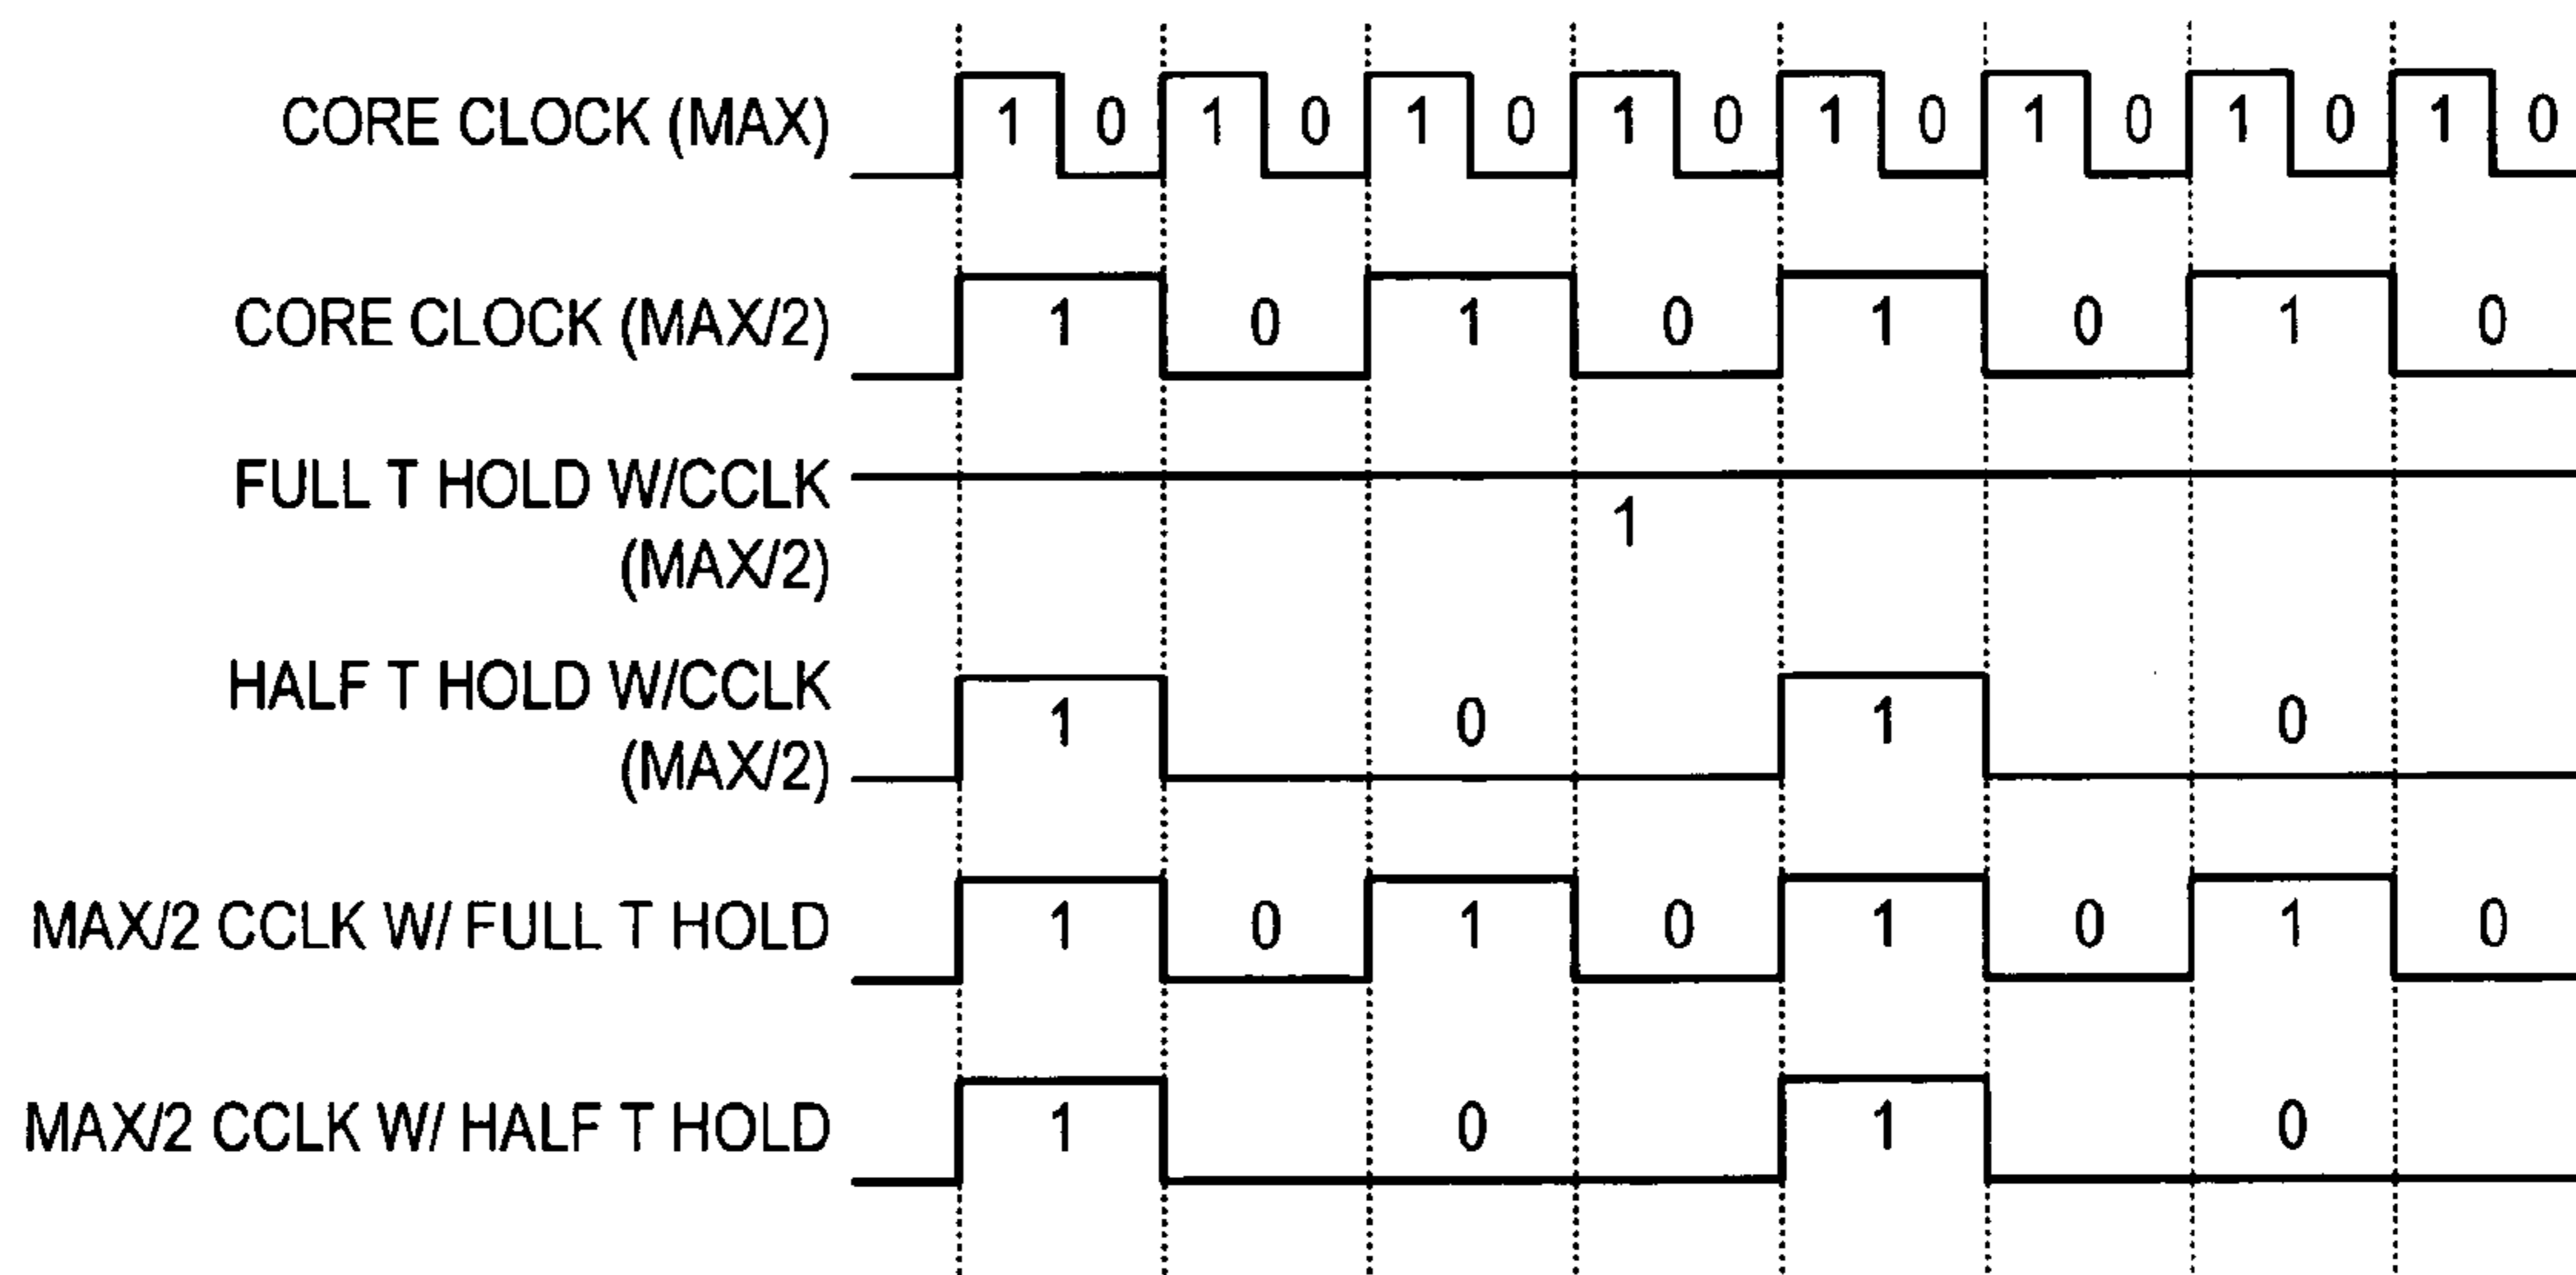 CORE CLOCK (MAX) 1 0 1 0 1 0 1 0 1 0 1 0 1 0 1 0
CORE CLOCK (MAX/2) 1 0 1 0 1 0 1 0
FULL T HOLD W/CCLK
(MAX/2) 1
HALF T HOLD W/CCLK
(MAX/2) 1 0 1 0
MAX/2 CCLK W/ FULL T HOLD 1 0 1 0 1 0 1 0
MAX/2 CCLK W/ HALF T HOLD 1 0 1 0